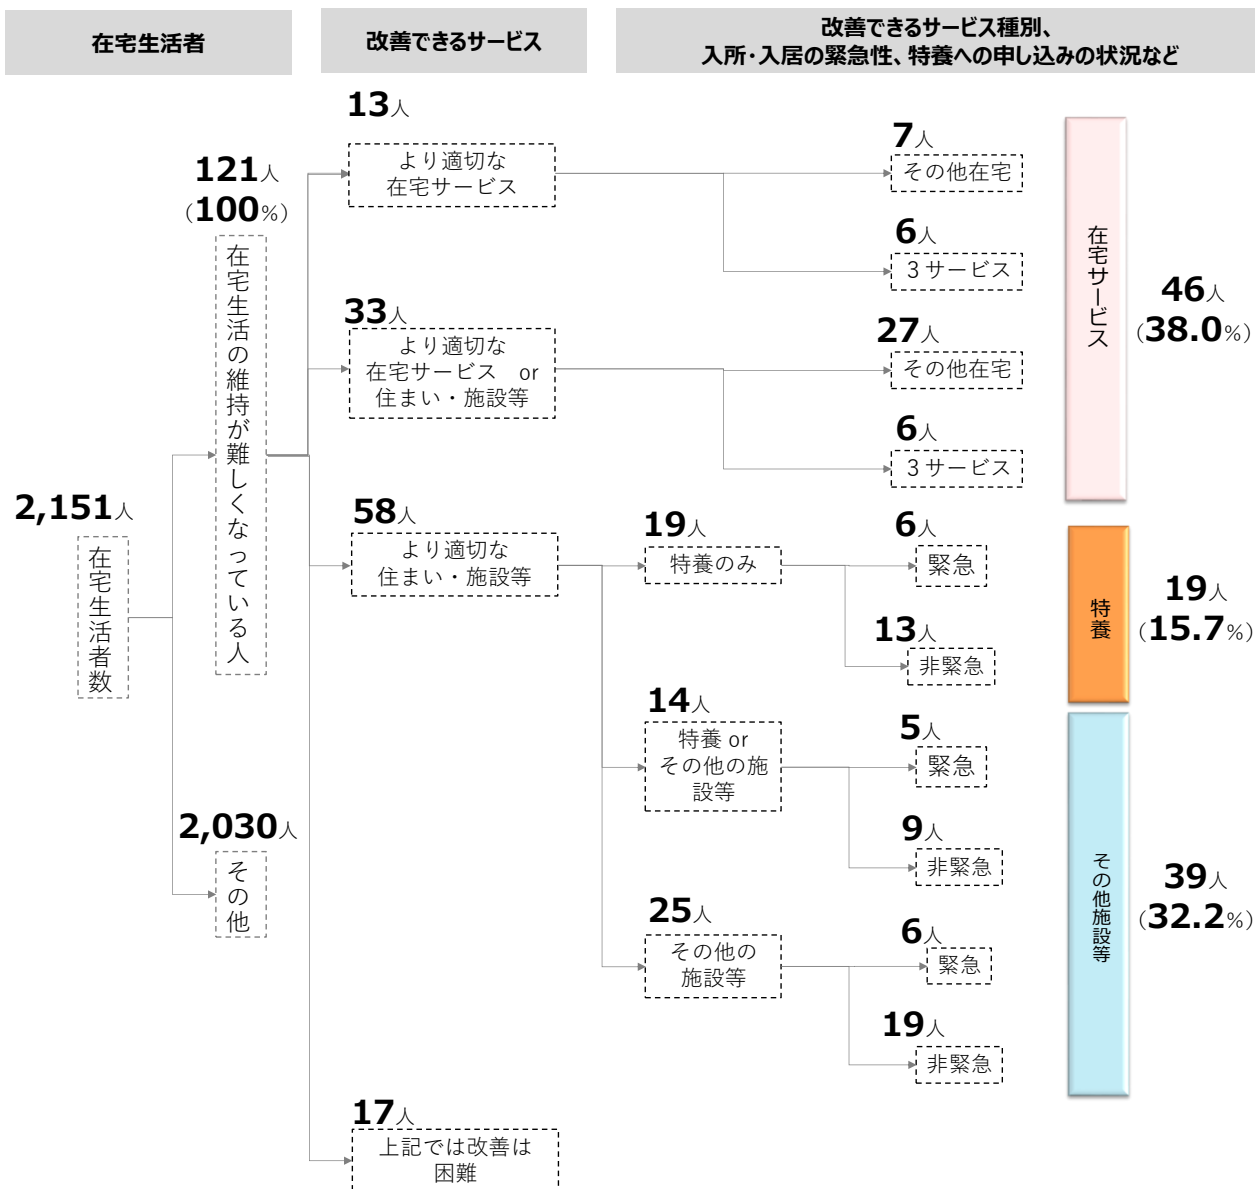 在宅生活者
改善できるサービス
改善できるサービス種別、
入所・入居の緊急性、特養への申し込みの状況など
2,151人
在宅生活者数
121人
（100%）
在宅生活の維持が難しくなっている人
2,030人
その他
13人
より適切な
在宅サービス
7人
その他在宅
6人
３サービス
33人
より適切な
在宅サービス　or
住まい・施設等
27人
その他在宅
6人
３サービス
58人
より適切な
住まい・施設等
19人
特養のみ
6人
緊急
13人
非緊急
14人
特養 or
その他の施
設等
5人
緊急
9人
非緊急
25人
その他の
施設等
6人
緊急
19人
非緊急
17人
上記では改善は
困難
在宅サービス
46人
（38.0%）
特養
19人
（15.7%）
その他施設等
39人
（32.2%）